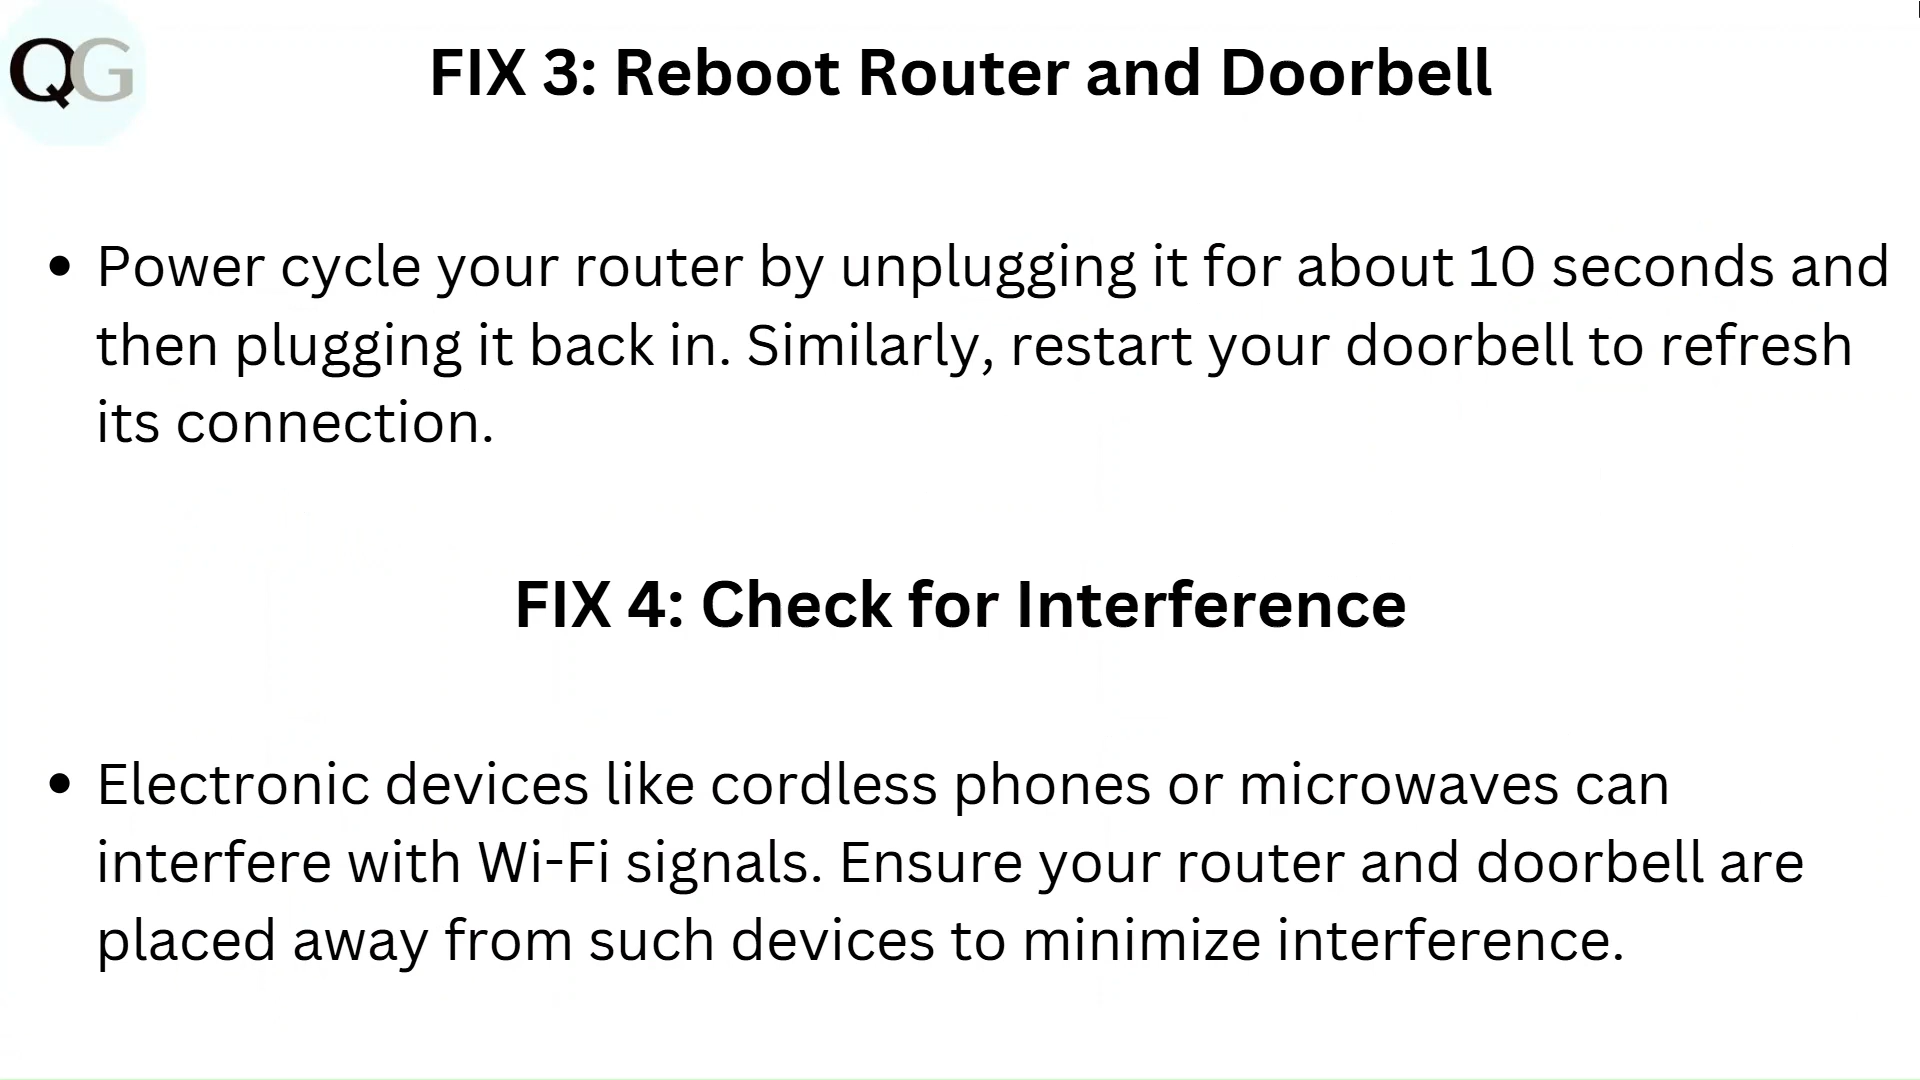 QG
FIX 3: Reboot Router and Doorbell
• Power cycle your router by unplugging it for about 10 seconds and
then plugging it back in. Similarly, restart your doorbell to refresh
its connection.
FIX 4: Check for Interference
• Electronic devices like cordless phones or microwaves can
interfere with Wi-Fi signals. Ensure your router and doorbell are
placed away from such devices to minimize interference.